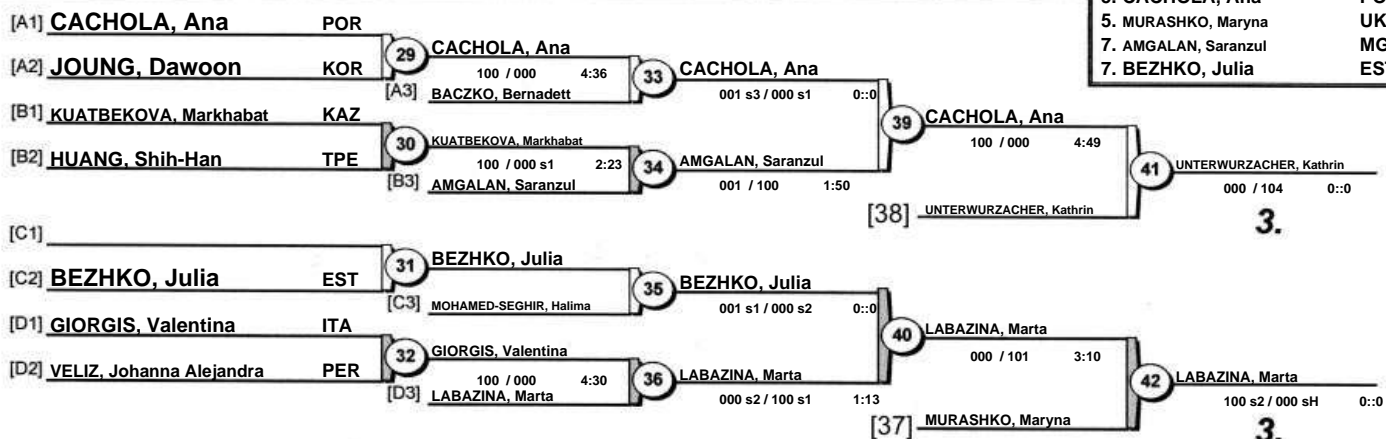 3. CACHOLA, Ana
5. MURASHKO, Maryna UK
7. AMGALAN, Saranzul MG
7. BEZHKO, Julia EST
[A1] CACHOLA, Ana POR
[A2] JOUNG, Dawoon KOR
29
CACHOLA, Ana
100 / 000 4:36
[A3] BACZKO, Bernadett
33
CACHOLA, Ana
001 s3 / 000 s1 0::0
[B1] KUATBEKOVA, Markhabat KAZ
[B2] HUANG, Shih-Han TPE
30
KUATBEKOVA, Markhabat
100 / 000 s1 2:23
[B3] AMGALAN, Saranzul
34
AMGALAN, Saranzul
001 / 100 1:50
39
CACHOLA, Ana
100 / 000 4:49
[38] UNTERWURZACHER, Kathrin
41
UNTERWURZACHER, Kathrin
000 / 104 0::0
3.
[C1]
[C2] BEZHKO, Julia EST
31
BEZHKO, Julia
[C3] MOHAMED-SEGHIR, Halima
35
BEZHKO, Julia
001 s1 / 000 s2 0::0
[D1] GIORGIS, Valentina ITA
[D2] VELIZ, Johanna Alejandra PER
32
GIORGIS, Valentina
100 / 000 4:30
[D3] LABAZINA, Marta
36
LABAZINA, Marta
000 s2 / 100 s1 1:13
40
LABAZINA, Marta
000 / 101 3:10
[37] MURASHKO, Maryna
42
LABAZINA, Marta
100 s2 / 000 sH 0::0
3.